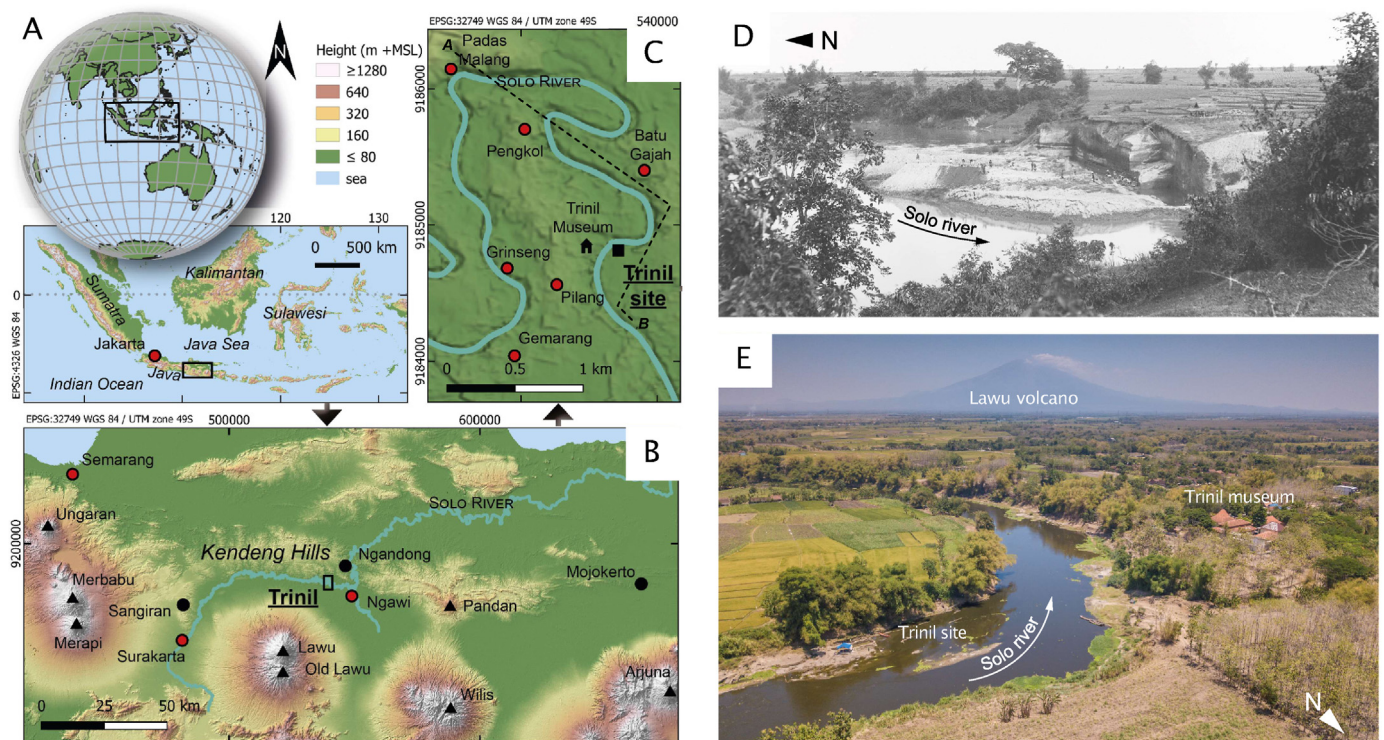 A
N
Height (m +MSL)
≥1280
640
320
160
≤ 80
sea
120
130
0
500 km
0
Kalimantan
Sumatra
Sulawesi
Jakarta
Java Sea
Java
Indian Ocean
EPSG:4326 WGS 84
EPSG:32749 WGS 84 / UTM zone 49S
540000
C
A
Padas
Malang
SOLO RIVER
9186000
Pengkol
Batu
Gajah
Trinil
Museum
9185000
Grinseng
Trinil
site
Pilang
B
Gemarang
9184000
0
0.5
1 km
EPSG:32749 WGS 84 / UTM zone 49S
500000
600000
B
Semarang
SOLO RIVER
Ungaran
9200000
Kendeng Hills
Ngandong
Mojokerto
Merbabu
Trinil
Ngawi
Pandan
Sangiran
Merapi
Surakarta
Lawu
Old Lawu
Arjuna
Wilis
0
25
50 km
D
N
Solo river
E
Lawu volcano
Trinil museum
Trinil site
Solo river
N